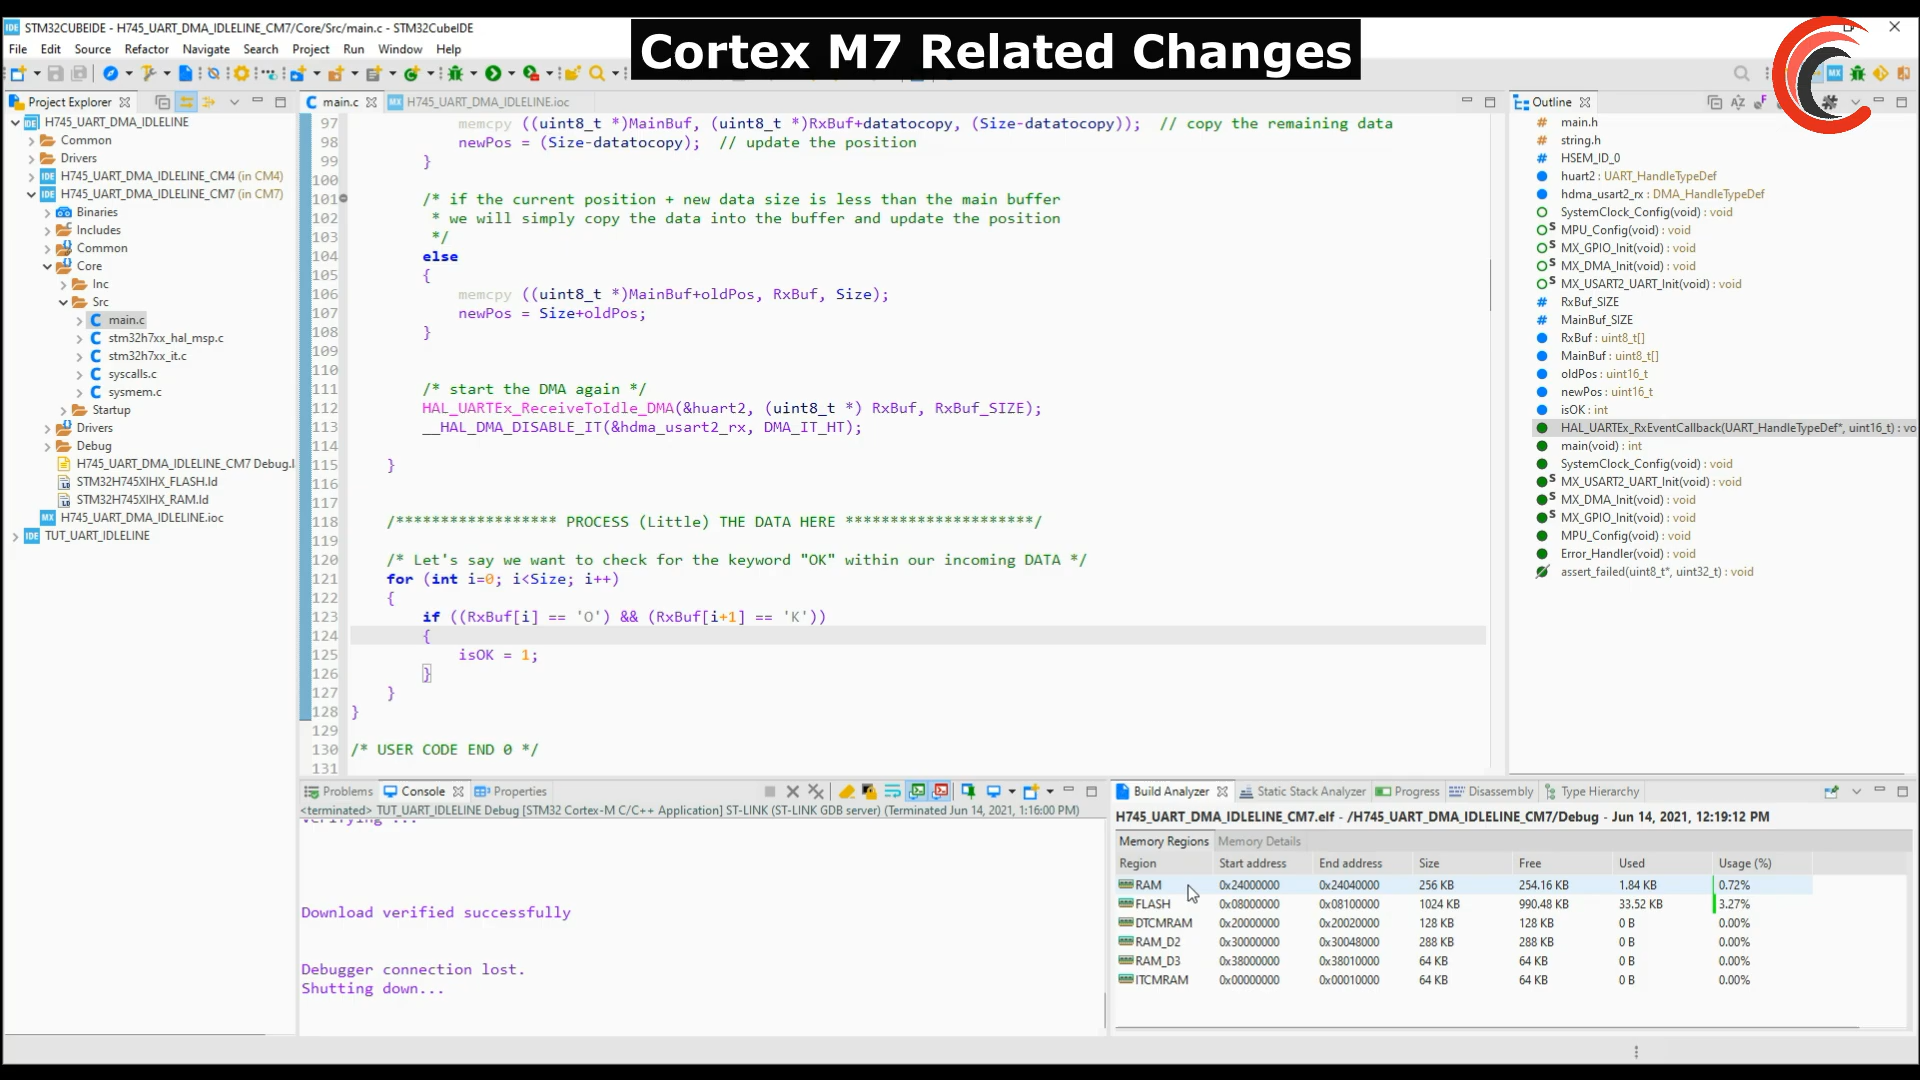 STM32CUBEIDE - H745_UART_DMA_IDLELINE_CM7/Core/Src/main.c - STM32CubeIDE
Cortex M7 Related Changes
File Edit Source Refactor Navigate Search Project Run Window Help
Project Explorer
H745_UART_DMA_IDLELINE
Common
Drivers
H745_UART_DMA_IDLELINE_CM4 (in CM4)
H745_UART_DMA_IDLELINE_CM7 (in CM7)
Binaries
Includes
Common
Core
Inc
Src
main.c
stm32h7xx_hal_msp.c
stm32h7xx_it.c
syscalls.c
sysmem.c
Startup
Drivers
Debug
H745_UART_DMA_IDLELINE_CM7 Debug.l
STM32H745XIHX_FLASH.ld
STM32H745XIHX_RAM.ld
H745_UART_DMA_IDLELINE.ioc
TUT_UART_IDLELINE
main.c H745_UART_DMA_IDLELINE.ioc
97 memcpy ((uint8_t *)MainBuf, (uint8_t *)RxBuf+datatocopy, (Size-datatocopy)); // copy the remaining data
98 newPos = (Size-datatocopy); // update the position
99 }
100
101 /* if the current position + new data size is less than the main buffer
102 * we will simply copy the data into the buffer and update the position
103 */
104 else
105 {
106 memcpy ((uint8_t *)MainBuf+oldPos, RxBuf, Size);
107 newPos = Size+oldPos;
108 }
109
110
111 /* start the DMA again */
112 HAL_UARTEx_ReceiveToIdle_DMA(&huart2, (uint8_t *) RxBuf, RxBuf_SIZE);
113 __HAL_DMA_DISABLE_IT(&hdma_usart2_rx, DMA_IT_HT);
114
115 }
116
117
118 /****************** PROCESS (Little) THE DATA HERE *********************/
119
120 /* Let's say we want to check for the keyword "OK" within our incoming DATA */
121 for (int i=0; i<Size; i++)
122 {
123 if ((RxBuf[i] == 'O') && (RxBuf[i+1] == 'K'))
124 {
125 isOK = 1;
126 }
127 }
128 }
129
130 /* USER CODE END 0 */
131
Outline
main.h
string.h
HSEM_ID_0
huart2 : UART_HandleTypeDef
hdma_usart2_rx : DMA_HandleTypeDef
SystemClock_Config(void) : void
MPU_Config(void) : void
MX_GPIO_Init(void) : void
MX_DMA_Init(void) : void
MX_USART2_UART_Init(void) : void
RxBuf_SIZE
MainBuf_SIZE
RxBuf : uint8_t[]
MainBuf : uint8_t[]
oldPos : uint16_t
newPos : uint16_t
isOK : int
HAL_UARTEx_RxEventCallback(UART_HandleTypeDef*, uint16_t) : vo
main(void) : int
SystemClock_Config(void) : void
MX_USART2_UART_Init(void) : void
MX_DMA_Init(void) : void
MX_GPIO_Init(void) : void
MPU_Config(void) : void
Error_Handler(void) : void
assert_failed(uint8_t*, uint32_t) : void
Problems Console Properties
<terminated> TUT_UART_IDLELINE Debug [STM32 Cortex-M C/C++ Application] ST-LINK (ST-LINK GDB server) (Terminated Jun 14, 2021, 1:16:00 PM)
Verifying ...
Download verified successfully
Debugger connection lost.
Shutting down...
Build Analyzer Static Stack Analyzer Progress Disassembly Type Hierarchy
H745_UART_DMA_IDLELINE_CM7.elf - /H745_UART_DMA_IDLELINE_CM7/Debug - Jun 14, 2021, 12:19:12 PM
Memory Regions Memory Details
Region Start address End address Size Free Used Usage (%)
RAM 0x24000000 0x24040000 256 KB 254.16 KB 1.84 KB 0.72%
FLASH 0x08000000 0x08100000 1024 KB 990.48 KB 33.52 KB 3.27%
DTCMRAM 0x20000000 0x20020000 128 KB 128 KB 0 B 0.00%
RAM_D2 0x30000000 0x30048000 288 KB 288 KB 0 B 0.00%
RAM_D3 0x38000000 0x38010000 64 KB 64 KB 0 B 0.00%
ITCMRAM 0x00000000 0x00010000 64 KB 64 KB 0 B 0.00%